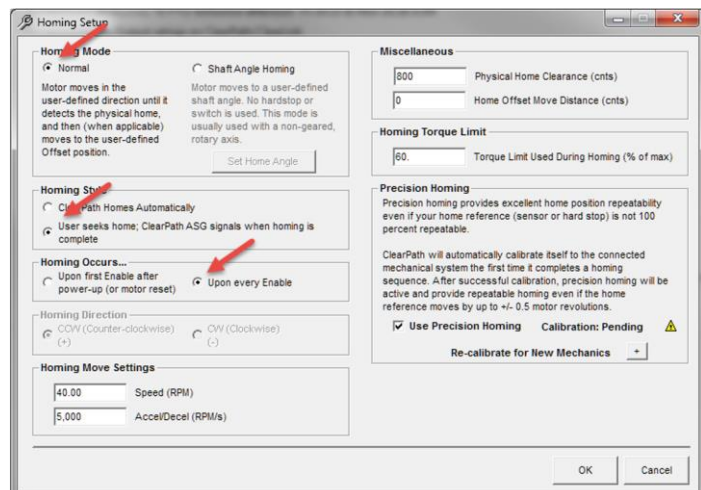 Homing Setup
Homing Mode
Normal
Motor moves in the
user-defined direction until it
detects the physical home,
and then (when applicable)
moves to the user-defined
Offset position.
Shaft Angle Homing
Motor moves to a user-defined
shaft angle. No hardstop or
switch is used. This mode is
usually used with a non-geared,
rotary axis.
Set Home Angle
Homing Style
ClearPath Homes Automatically
User seeks home; ClearPath ASG signals when homing is
complete
Homing Occurs...
Upon first Enable after
power-up (or motor reset)
Upon every Enable
Homing Direction
CCW (Counter-clockwise)
(+)
CW (Clockwise)
(-)
Homing Move Settings
40.00 Speed (RPM)
5,000 Accel/Decel (RPM/s)
Miscellaneous
800 Physical Home Clearance (cnts)
0 Home Offset Move Distance (cnts)
Homing Torque Limit
60. Torque Limit Used During Homing (% of max)
Precision Homing
Precision homing provides excellent home position repeatability
even if your home reference (sensor or hard stop) is not 100
percent repeatable.
ClearPath will automatically calibrate itself to the connected
mechanical system the first time it completes a homing
sequence. After successful calibration, precision homing will be
active and provide repeatable homing even if the home
reference moves by up to +/- 0.5 motor revolutions.
Use Precision Homing Calibration: Pending
Re-calibrate for New Mechanics +
OK Cancel